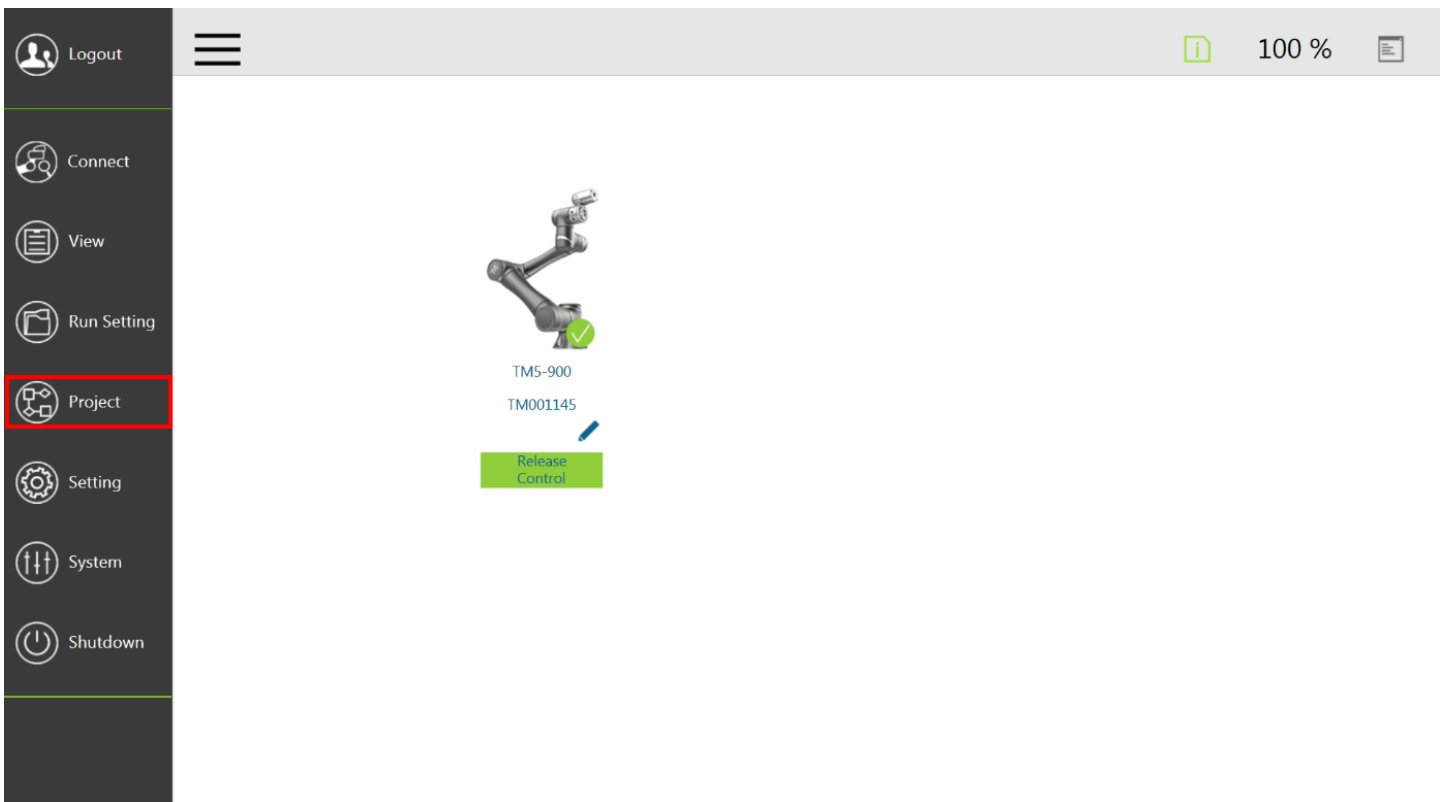 Logout
100 %
Connect
View
Run Setting
Project
Setting
System
Shutdown
TM5-900
TM001145
Release
Control